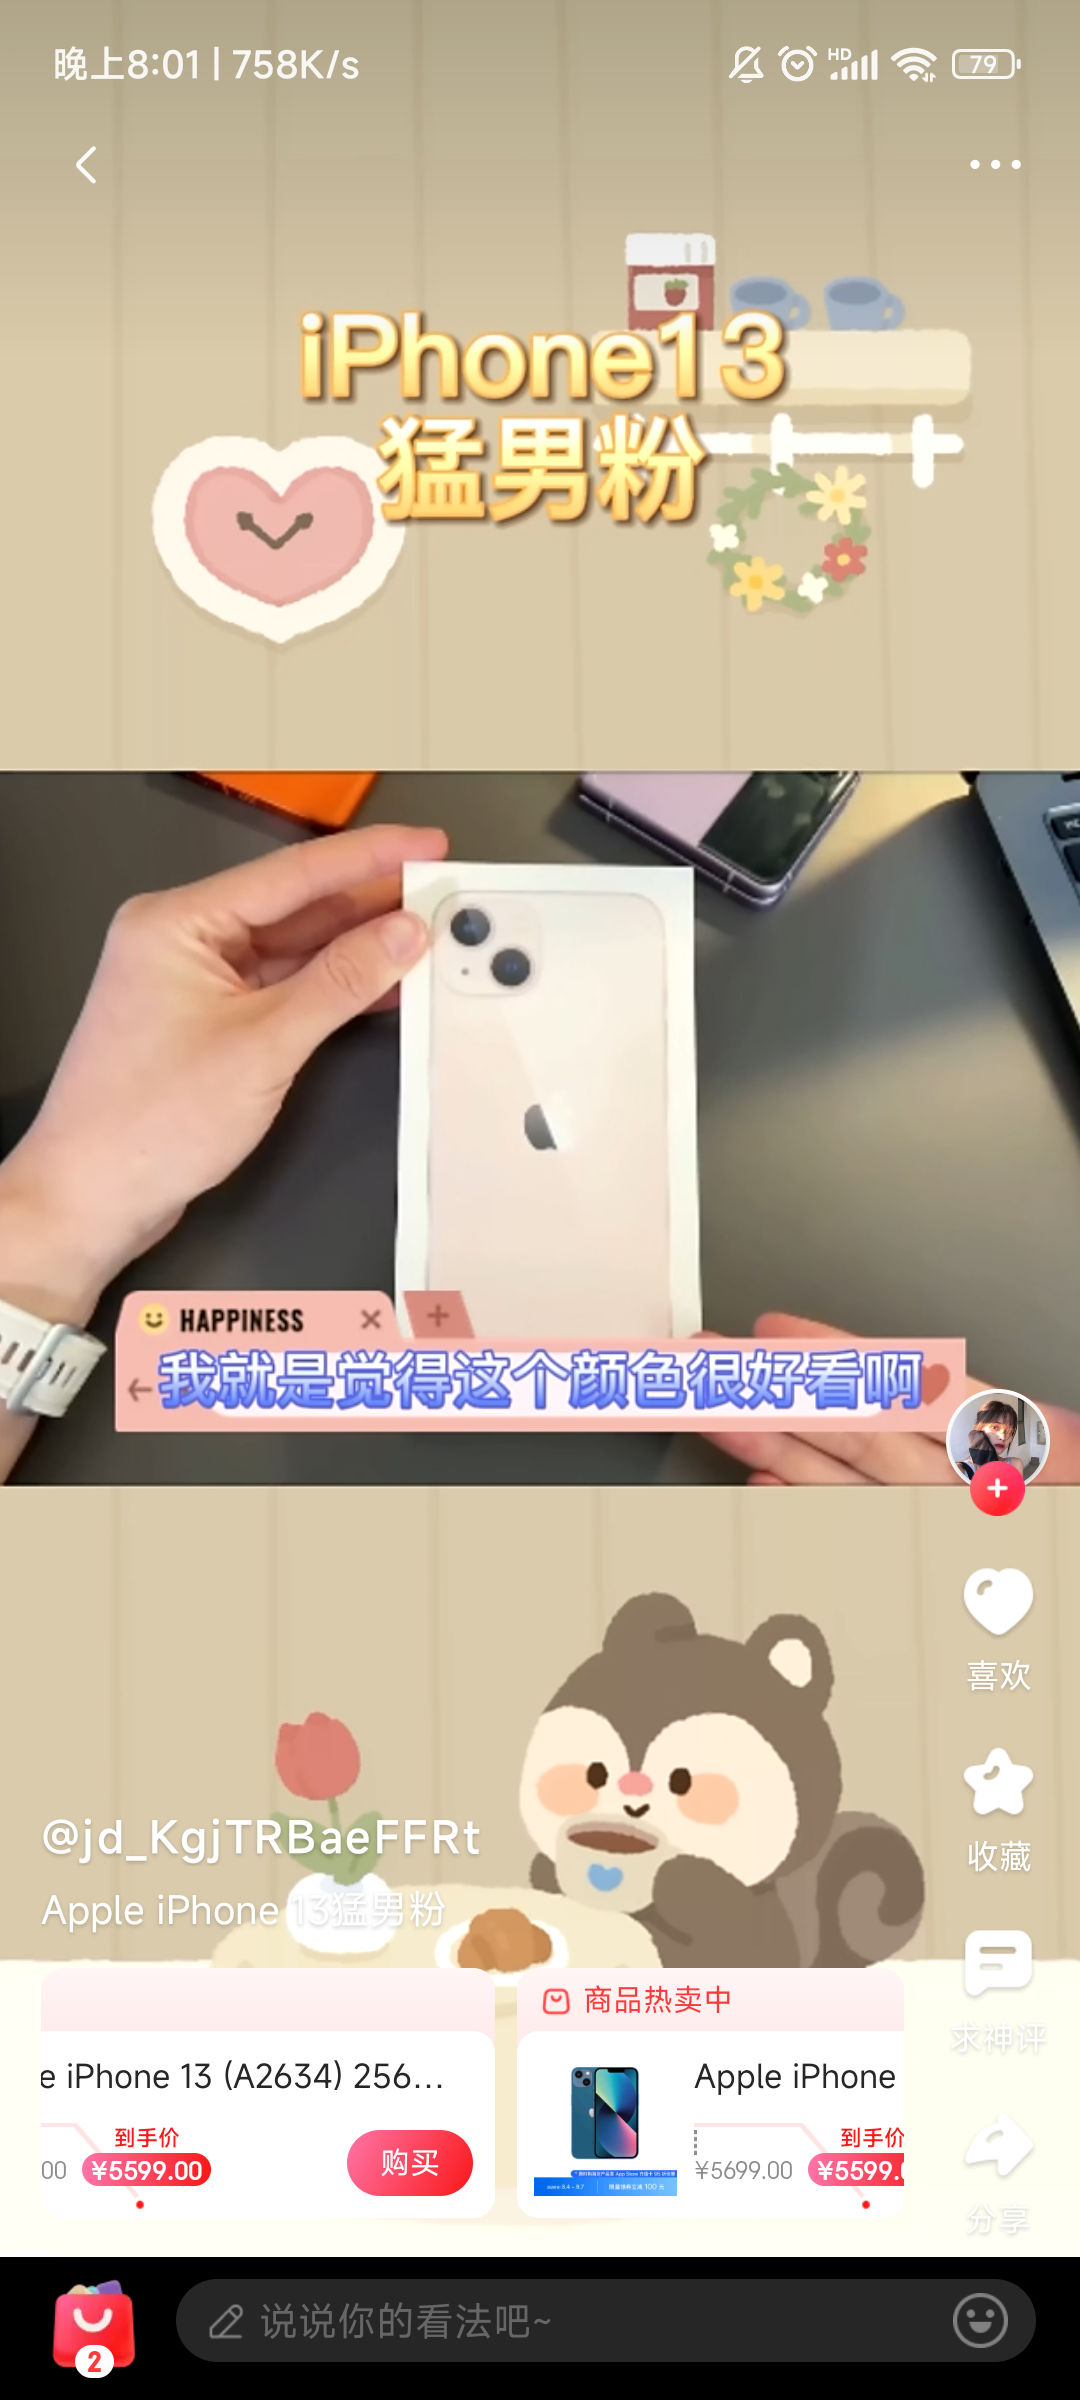 晚上8:01 | 758K/s
HD
79
iPhone13
猛男粉
HAPPINESS
我就是觉得这个颜色很好看啊
喜欢
收藏
@jd_KgjTRBaeFFRt
Apple iPhone 13猛男粉
求神评
分享
e iPhone 13 (A2634) 256...
到手价
00 ¥5599.00
购买
商品热卖中
Apple iPhone
到手价
¥5699.00 ¥5599.
2
说说你的看法吧~